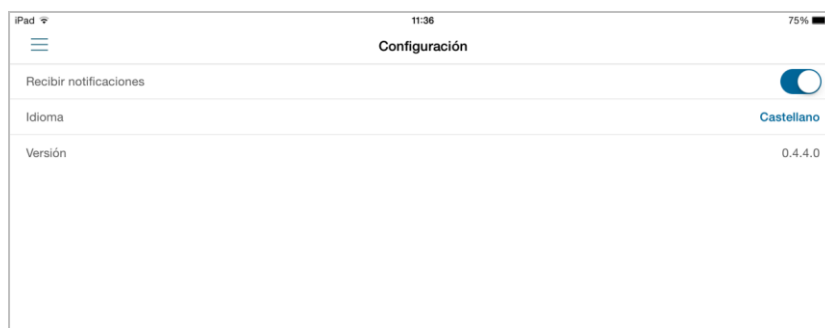 iPad 11:36 75%
Configuración
Recibir notificaciones
Idioma Castellano
Versión 0.4.4.0